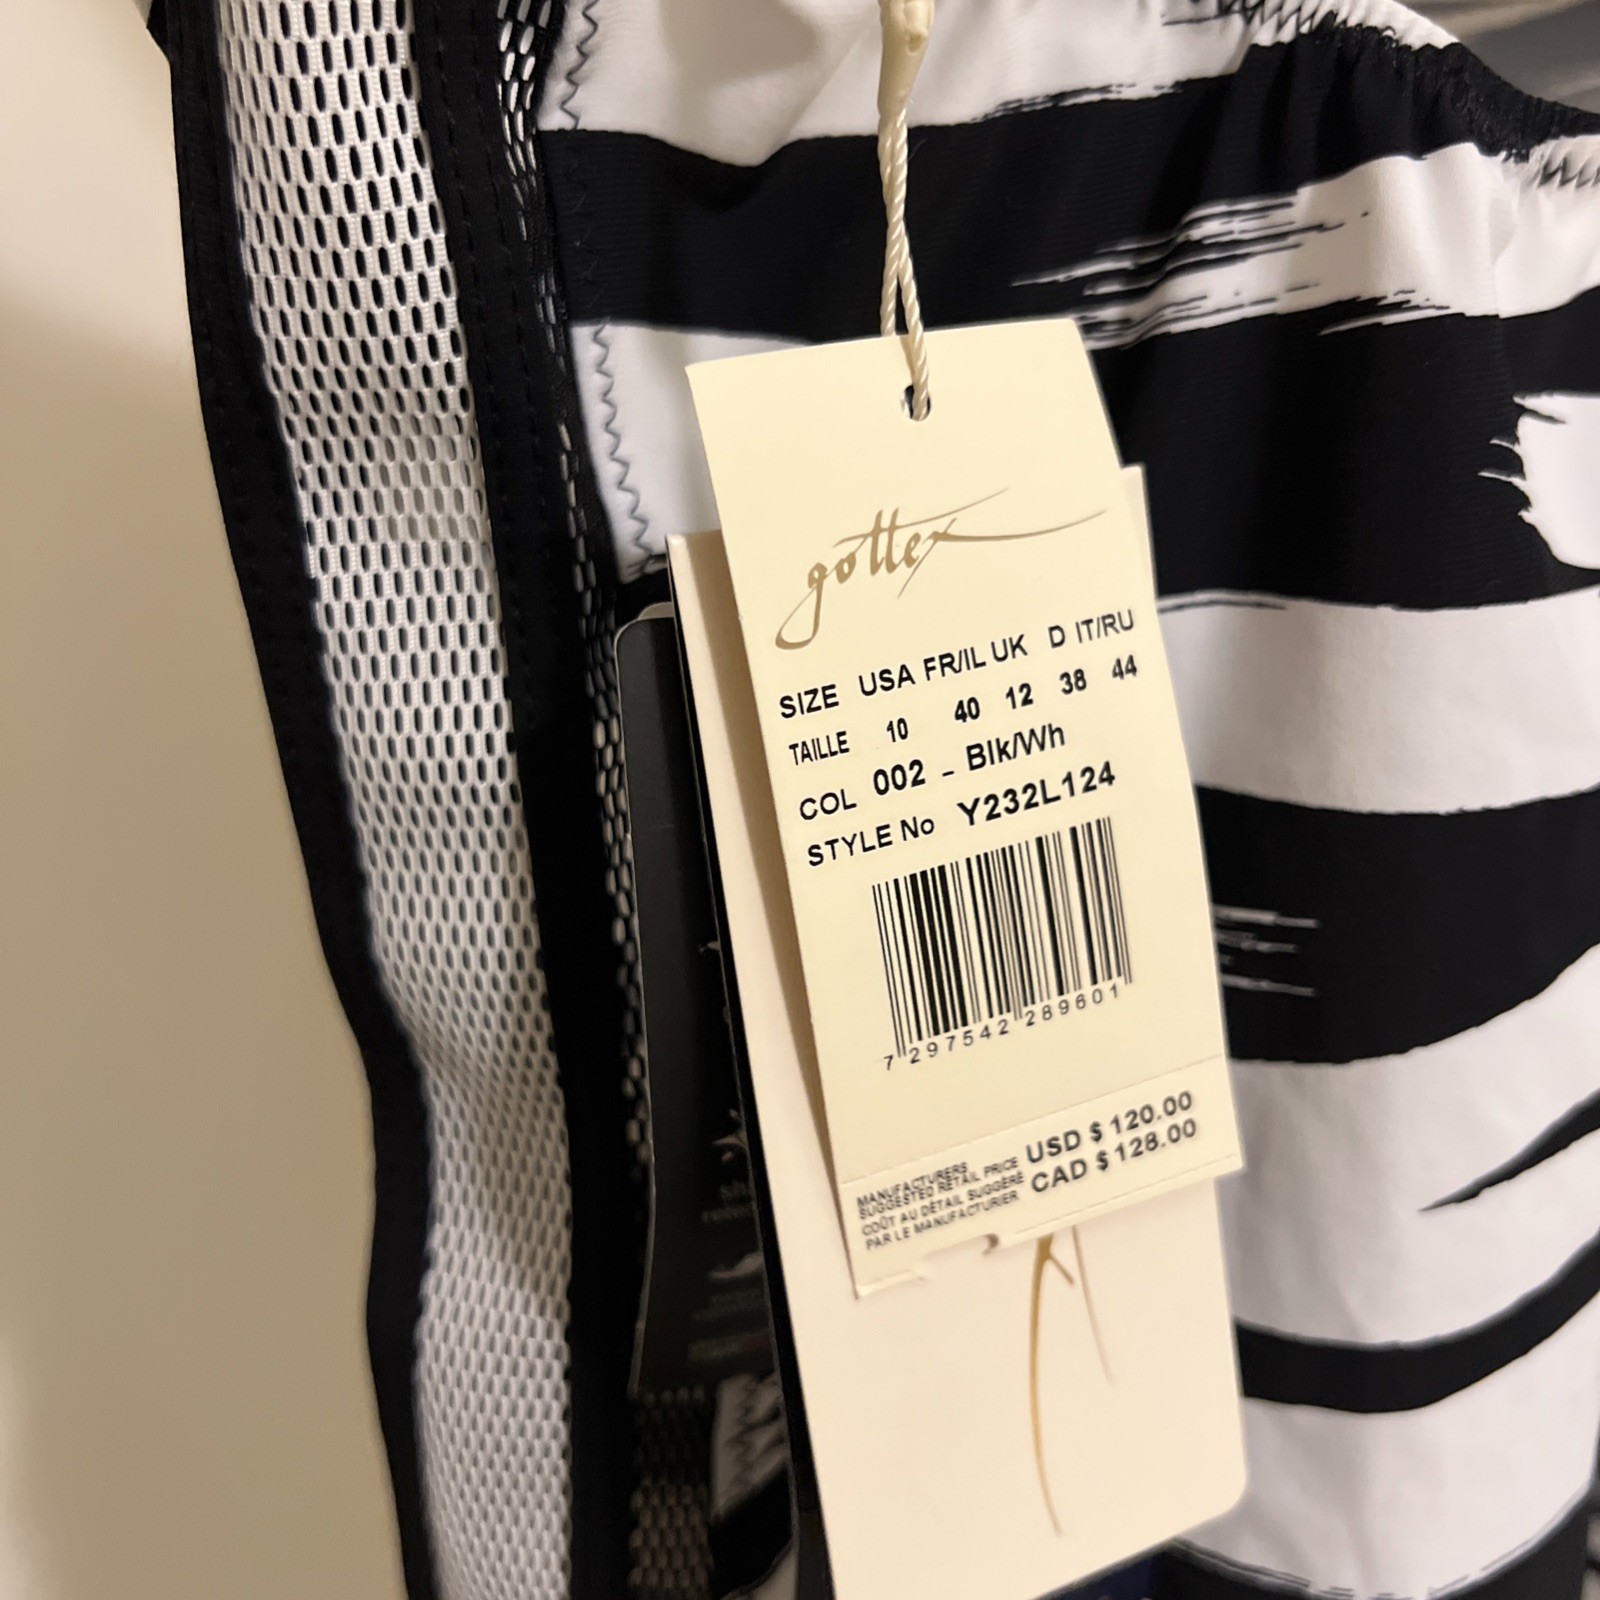 gottex
SIZE USA FR/IL UK D IT/RU
TAILLE 10 40 12 38 44
COL 002 - Blk/Wh
STYLE No Y232L124
7 297542 289601
MANUFACTURERS
SUGGESTED RETAIL PRICE
COÛT AU DÉTAIL SUGGÉRÉ
PAR LE MANUFACTURIER
USD $ 120.00
CAD $ 128.00